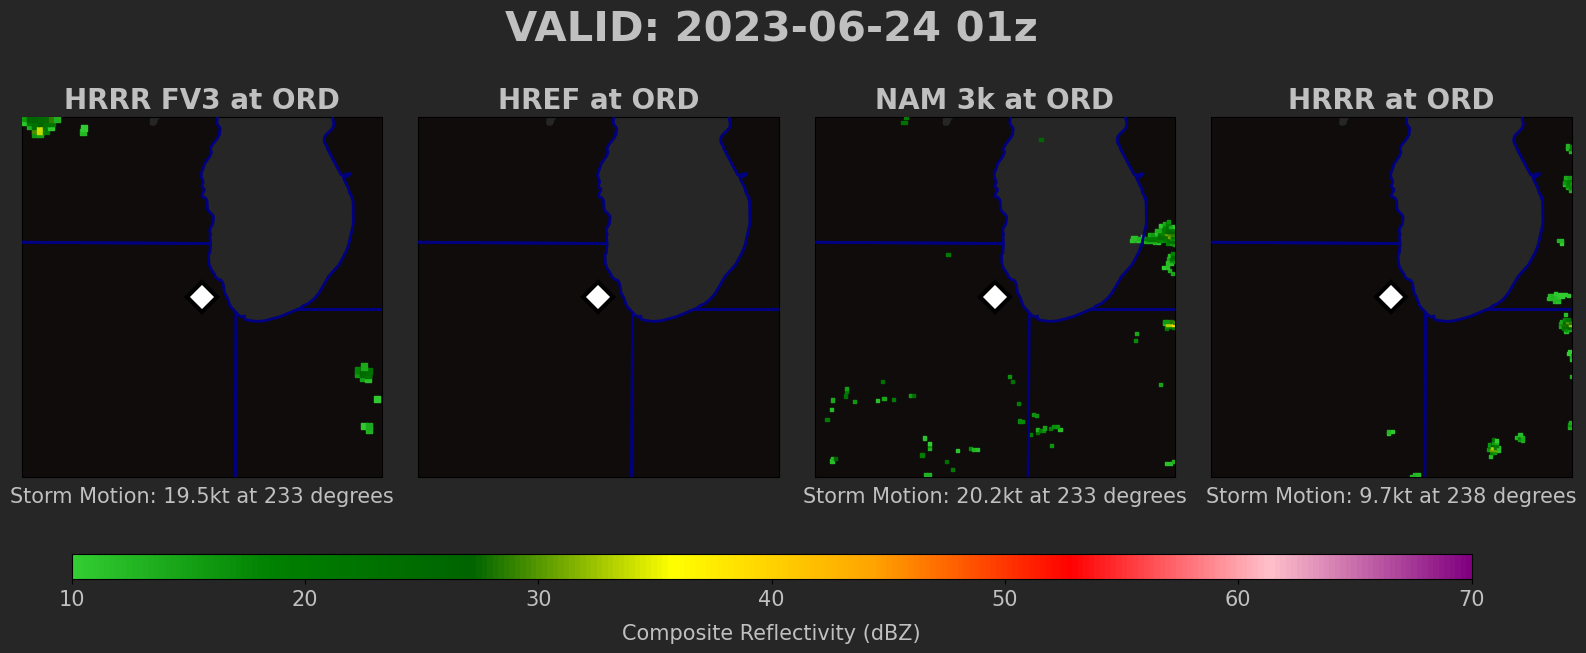 VALID: 2023-06-24 01z
HRRR FV3 at ORD
HREF at ORD
NAM 3k at ORD
HRRR at ORD
Storm Motion: 19.5kt at 233 degrees
Storm Motion: 20.2kt at 233 degrees
Storm Motion: 9.7kt at 238 degrees
10 20 30 40 50 60 70
Composite Reflectivity (dBZ)